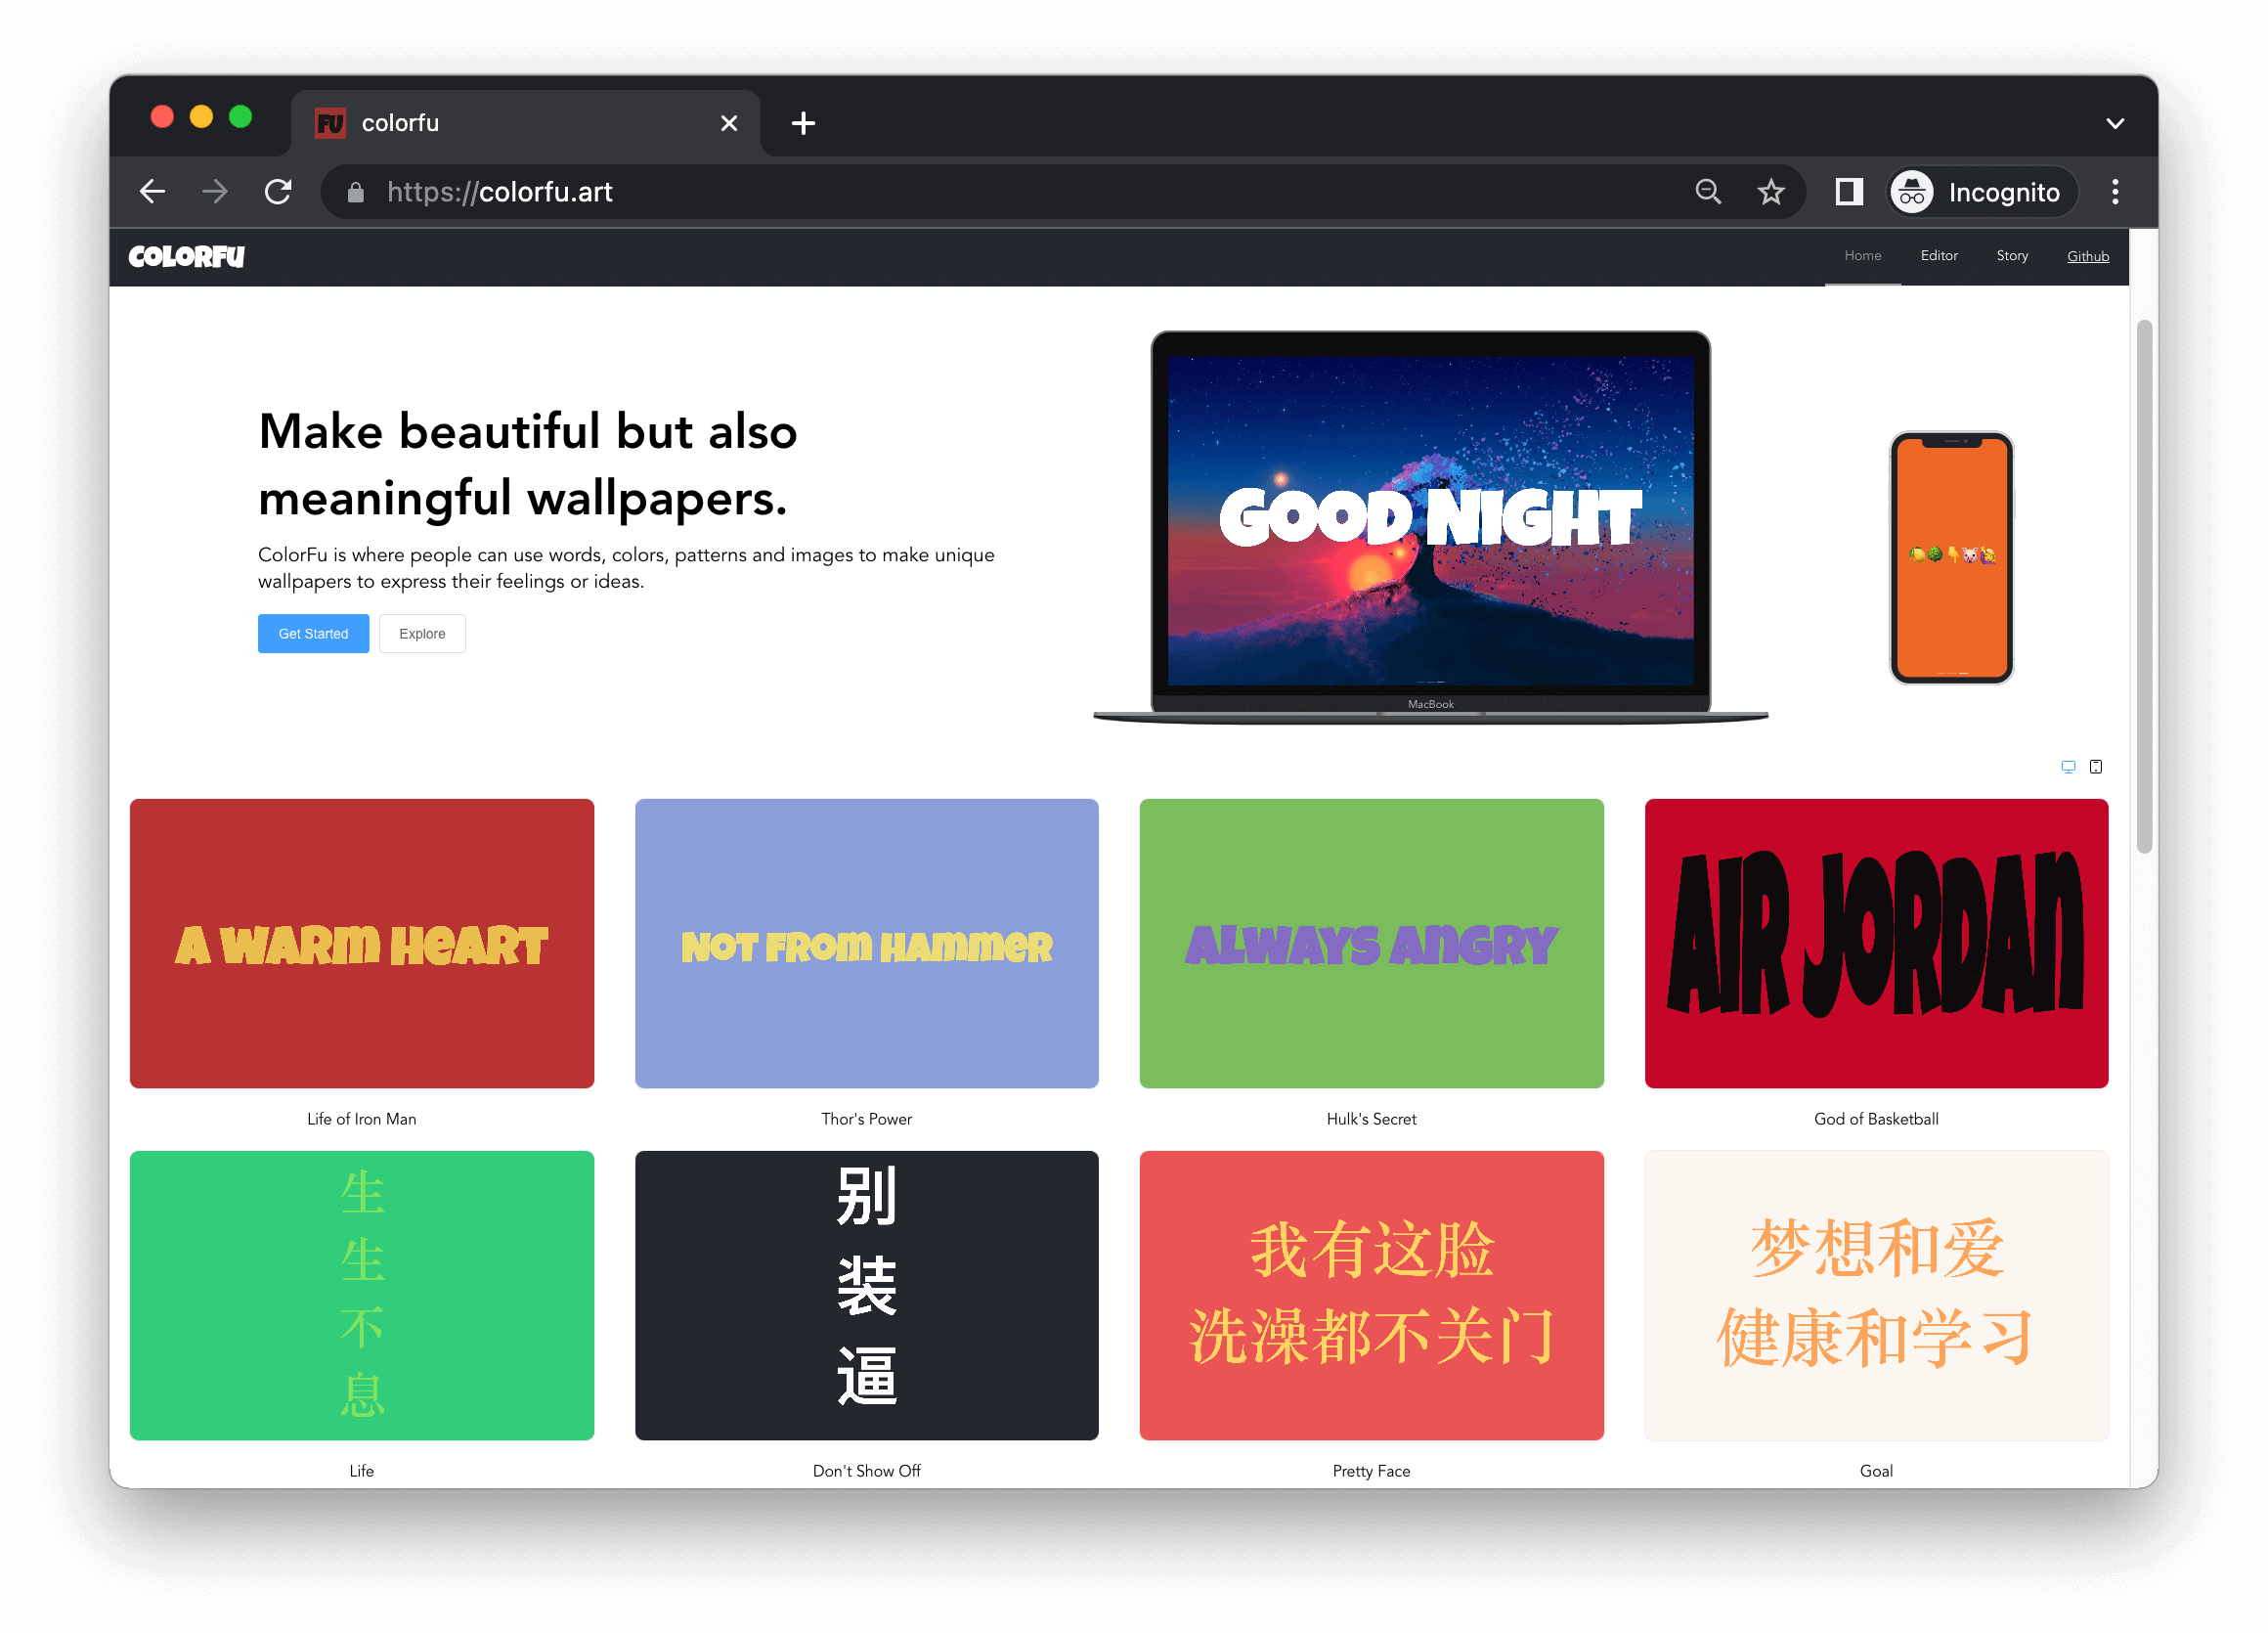 FU colorfu
https://colorfu.art
Incognito
COLORFU
Home
Editor
Story
Github
Make beautiful but also
meaningful wallpapers.
ColorFu is where people can use words, colors, patterns and images to make unique
wallpapers to express their feelings or ideas.
Get Started
Explore
GOOD NIGHT
MacBook
🍋🌳👇🐷🙋
A WARM HEART
NOT FROM HAMMER
ALWAYS ANGRY
AIR JORDAN
Life of Iron Man
Thor's Power
Hulk's Secret
God of Basketball
生
生
不
息
别
装
逼
我有这脸
洗澡都不关门
梦想和爱
健康和学习
Life
Don't Show Off
Pretty Face
Goal